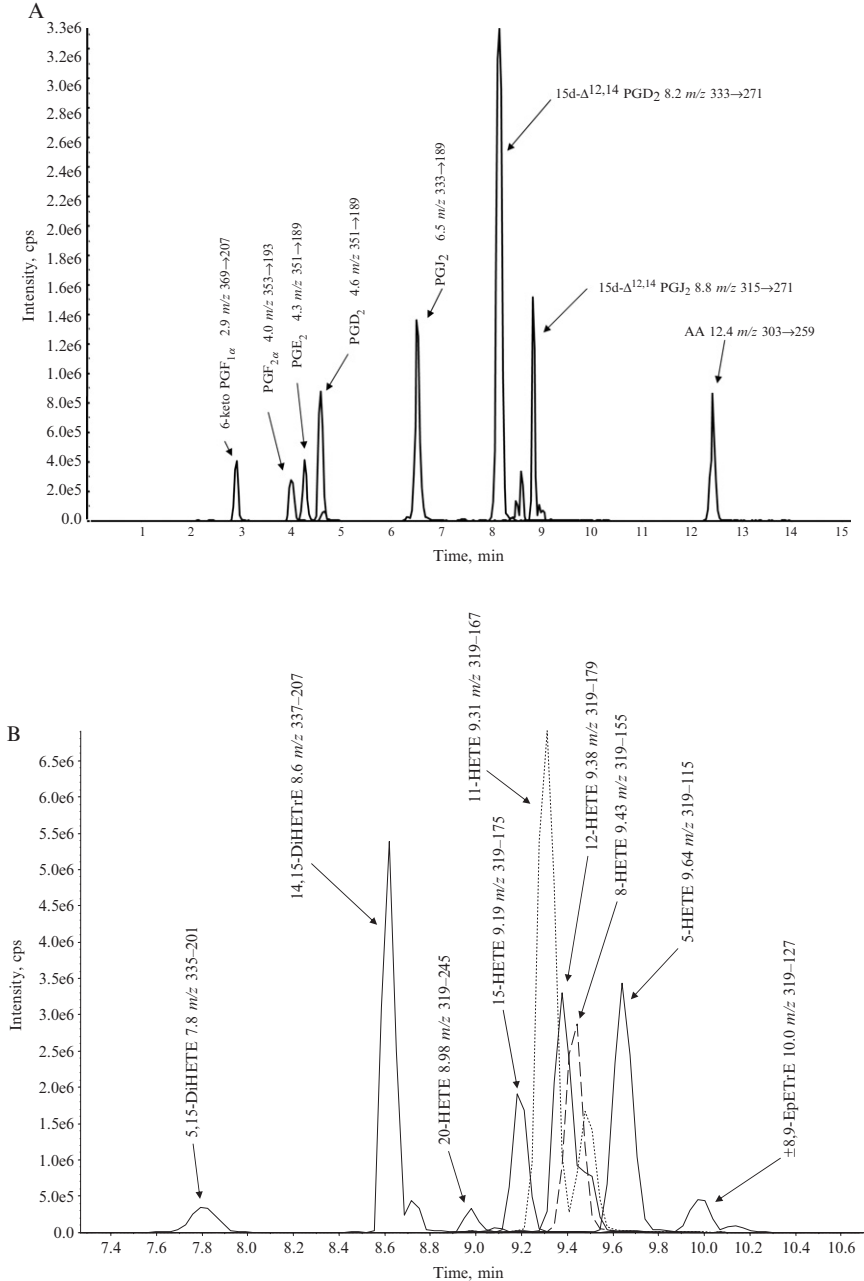 A
3.3e6
3.2e6
3.0e6
2.8e6
2.6e6
2.4e6
2.2e6
2.0e6
1.8e6
1.6e6
1.4e6
1.2e6
1.0e6
8.0e5
6.0e5
4.0e5
2.0e5
0.0
Intensity, cps
6-keto PGF1α 2.9 m/z 369→207
PGF2α 4.0 m/z 353→193
PGE2 4.3 m/z 351→189
PGD2 4.6 m/z 351→189
PGJ2 6.5 m/z 333→189
15d-Δ12,14 PGD2 8.2 m/z 333→271
15d-Δ12,14 PGJ2 8.8 m/z 315→271
AA 12.4 m/z 303→259
1 2 3 4 5 6 7 8 9 10 11 12 13 14 15.2
Time, min
B
6.5e6
6.0e6
5.5e6
5.0e6
4.5e6
4.0e6
3.5e6
3.0e6
2.5e6
2.0e6
1.5e6
1.0e6
5.0e5
0.0
Intensity, cps
5,15-DiHETE 7.8 m/z 335–201
14,15-DiHETrE 8.6 m/z 337–207
20-HETE 8.98 m/z 319–245
11-HETE 9.31 m/z 319–167
15-HETE 9.19 m/z 319–175
12-HETE 9.38 m/z 319–179
8-HETE 9.43 m/z 319–155
5-HETE 9.64 m/z 319–115
±8,9-EpETrE 10.0 m/z 319–127
7.4 7.6 7.8 8.0 8.2 8.4 8.6 8.8 9.0 9.2 9.4 9.6 9.8 10.0 10.2 10.4 10.6
Time, min